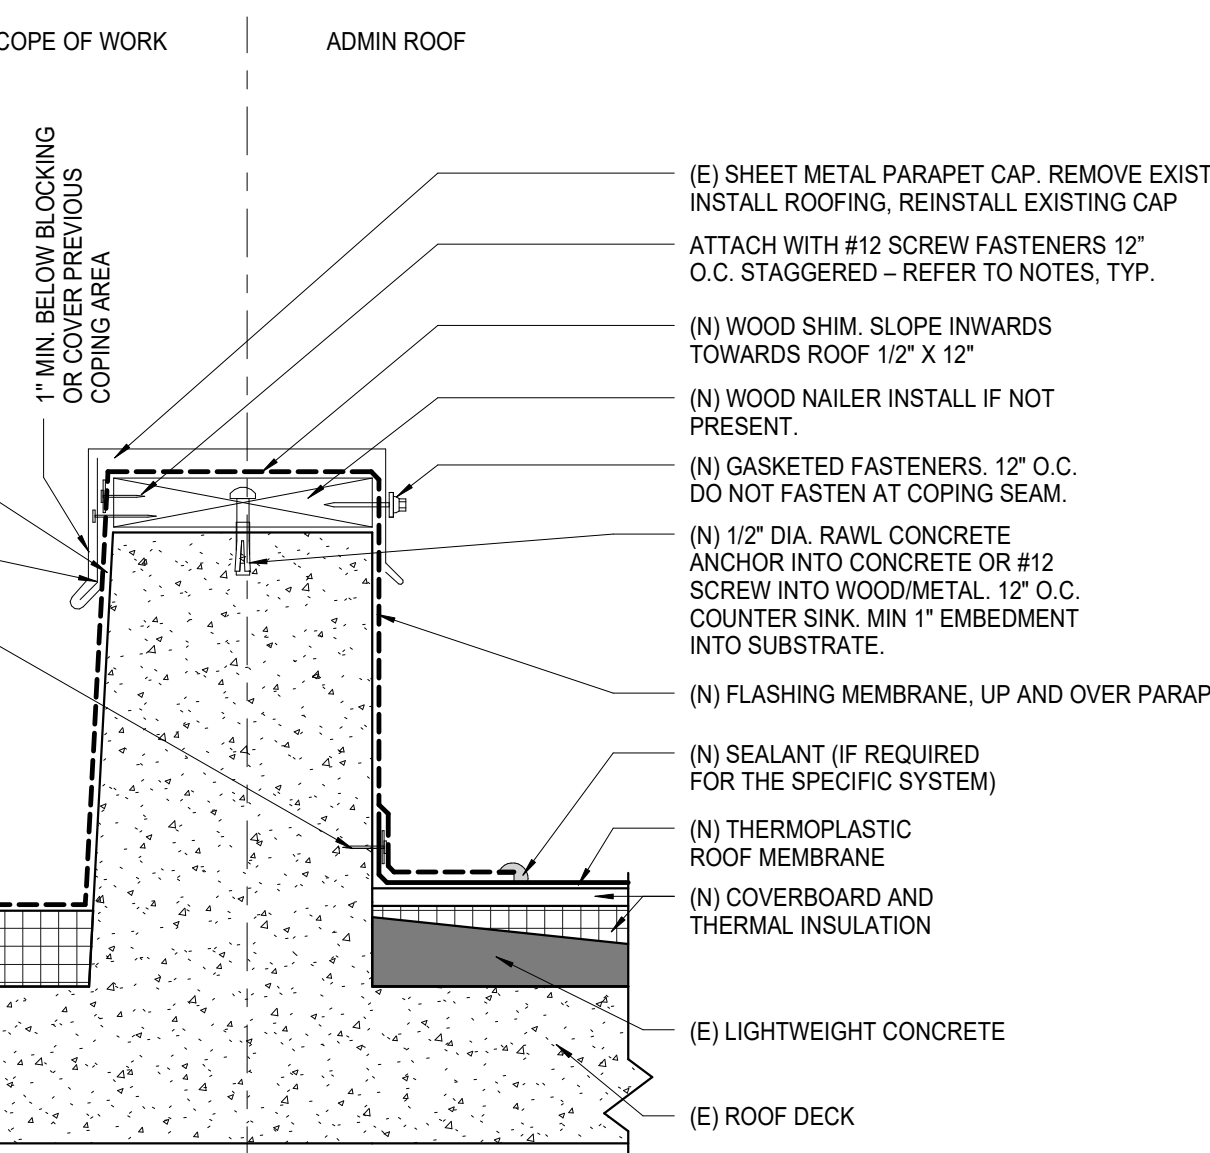 COPE OF WORK
ADMIN ROOF
1" MIN. BELOW BLOCKING
OR COVER PREVIOUS
COPING AREA
(E) SHEET METAL PARAPET CAP. REMOVE EXIST
INSTALL ROOFING, REINSTALL EXISTING CAP
ATTACH WITH #12 SCREW FASTENERS 12”
O.C. STAGGERED – REFER TO NOTES, TYP.
(N) WOOD SHIM. SLOPE INWARDS
TOWARDS ROOF 1/2" X 12"
(N) WOOD NAILER INSTALL IF NOT
PRESENT.
(N) GASKETED FASTENERS. 12" O.C.
DO NOT FASTEN AT COPING SEAM.
(N) 1/2" DIA. RAWL CONCRETE
ANCHOR INTO CONCRETE OR #12
SCREW INTO WOOD/METAL. 12" O.C.
COUNTER SINK. MIN 1" EMBEDMENT
INTO SUBSTRATE.
(N) FLASHING MEMBRANE, UP AND OVER PARAP
(N) SEALANT (IF REQUIRED
FOR THE SPECIFIC SYSTEM)
(N) THERMOPLASTIC
ROOF MEMBRANE
(N) COVERBOARD AND
THERMAL INSULATION
(E) LIGHTWEIGHT CONCRETE
(E) ROOF DECK